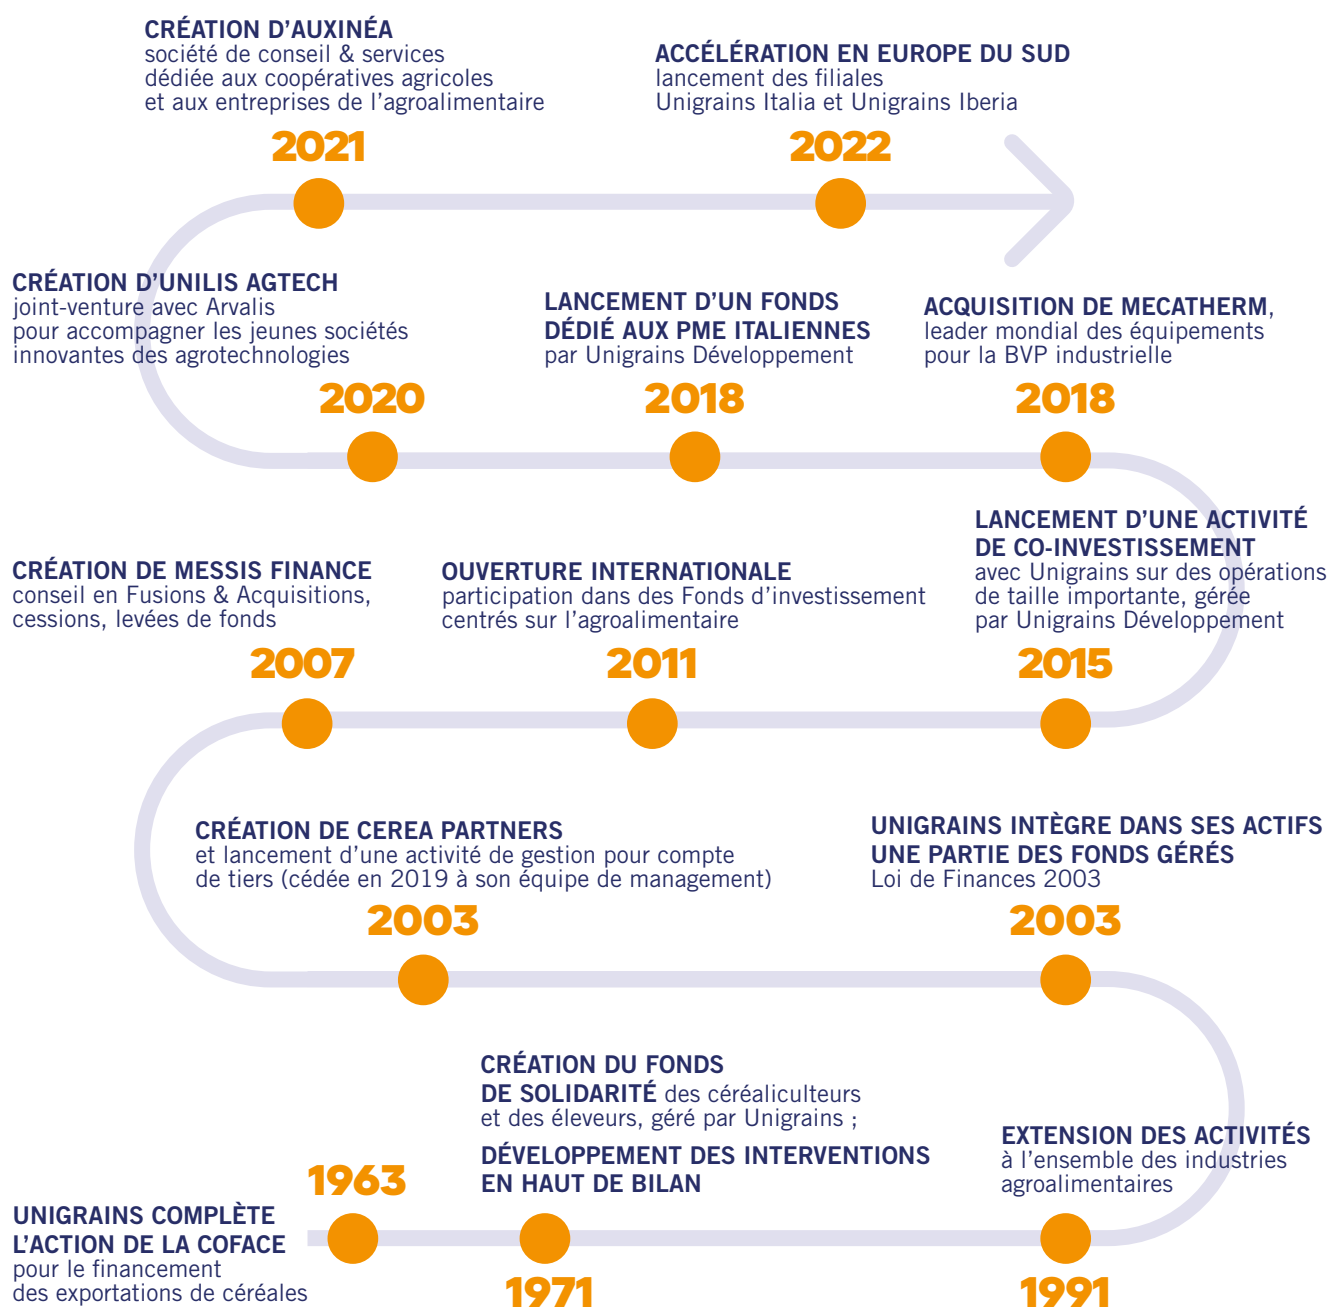 CRÉATION D'AUXINÉA
société de conseil & services
dédiée aux coopératives agricoles
et aux entreprises de l'agroalimentaire
2021
ACCÉLÉRATION EN EUROPE DU SUD
lancement des filiales
Unigrains Italia et Unigrains Iberia
2022
CRÉATION D'UNILIS AGTECH
joint-venture avec Arvalis
pour accompagner les jeunes sociétés
innovantes des agrotechnologies
2020
LANCEMENT D'UN FONDS
DÉDIÉ AUX PME ITALIENNES
par Unigrains Développement
2018
ACQUISITION DE MECATHERM,
leader mondial des équipements
pour la BVP industrielle
2018
CRÉATION DE MESSIS FINANCE
conseil en Fusions & Acquisitions,
cessions, levées de fonds
2007
OUVERTURE INTERNATIONALE
participation dans des Fonds d'investissement
centrés sur l'agroalimentaire
2011
LANCEMENT D'UNE ACTIVITÉ
DE CO-INVESTISSEMENT
avec Unigrains sur des opérations
de taille importante, gérée
par Unigrains Développement
2015
CRÉATION DE CEREA PARTNERS
et lancement d'une activité de gestion pour compte
de tiers (cédée en 2019 à son équipe de management)
2003
UNIGRAINS INTÈGRE DANS SES ACTIFS
UNE PARTIE DES FONDS GÉRÉS
Loi de Finances 2003
2003
1963
UNIGRAINS COMPLÈTE
L'ACTION DE LA COFACE
pour le financement
des exportations de céréales
CRÉATION DU FONDS
DE SOLIDARITÉ des céréaliculteurs
et des éleveurs, géré par Unigrains ;
DÉVELOPPEMENT DES INTERVENTIONS
EN HAUT DE BILAN
1971
EXTENSION DES ACTIVITÉS
à l'ensemble des industries
agroalimentaires
1991